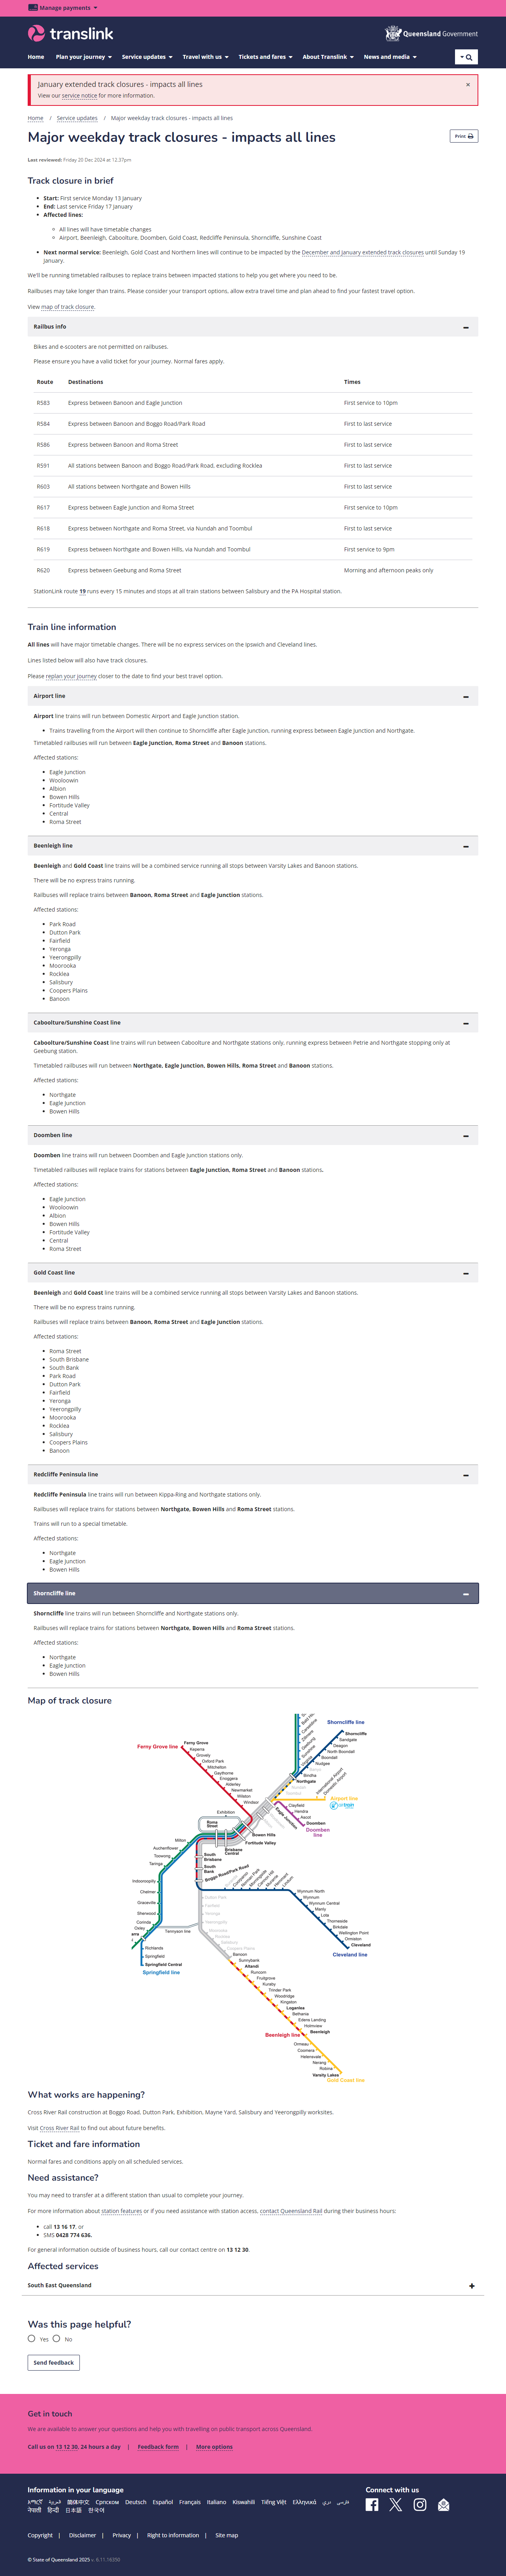 Manage payments
translink
Queensland Government
Home Plan your journey Service updates Travel with us Tickets and fares About Translink News and media
January extended track closures - impacts all lines
×
View our service notice for more information.
Home / Service updates / Major weekday track closures - impacts all lines
Major weekday track closures - impacts all lines
Print
Last reviewed: Friday 20 Dec 2024 at 12.37pm
Track closure in brief
Start: First service Monday 13 January
End: Last service Friday 17 January
Affected lines:
All lines will have timetable changes
Airport, Beenleigh, Caboolture, Doomben, Gold Coast, Redcliffe Peninsula, Shorncliffe, Sunshine Coast
Next normal service: Beenleigh, Gold Coast and Northern lines will continue to be impacted by the December and January extended track closures until Sunday 19
January.
We'll be running timetabled railbuses to replace trains between impacted stations to help you get where you need to be.
Railbuses may take longer than trains. Please consider your transport options, allow extra travel time and plan ahead to find your fastest travel option.
View map of track closure.
Railbus info
Bikes and e-scooters are not permitted on railbuses.
Please ensure you have a valid ticket for your journey. Normal fares apply.
Route Destinations Times
R583 Express between Banoon and Eagle Junction First service to 10pm
R584 Express between Banoon and Boggo Road/Park Road First to last service
R586 Express between Banoon and Roma Street First to last service
R591 All stations between Banoon and Boggo Road/Park Road, excluding Rocklea First to last service
R603 All stations between Northgate and Bowen Hills First to last service
R617 Express between Eagle Junction and Roma Street First service to 10pm
R618 Express between Northgate and Roma Street, via Nundah and Toombul First to last service
R619 Express between Northgate and Bowen Hills, via Nundah and Toombul First service to 9pm
R620 Express between Geebung and Roma Street Morning and afternoon peaks only
StationLink route 19 runs every 15 minutes and stops at all train stations between Salisbury and the PA Hospital station.
Train line information
All lines will have major timetable changes. There will be no express services on the Ipswich and Cleveland lines.
Lines listed below will also have track closures.
Please replan your journey closer to the date to find your best travel option.
Airport line
Airport line trains will run between Domestic Airport and Eagle Junction station.
Trains travelling from the Airport will then continue to Shorncliffe after Eagle Junction, running express between Eagle Junction and Northgate.
Timetabled railbuses will run between Eagle Junction, Roma Street and Banoon stations.
Affected stations:
Eagle Junction
Wooloowin
Albion
Bowen Hills
Fortitude Valley
Central
Roma Street
Beenleigh line
Beenleigh and Gold Coast line trains will be a combined service running all stops between Varsity Lakes and Banoon stations.
There will be no express trains running.
Railbuses will replace trains between Banoon, Roma Street and Eagle Junction stations.
Affected stations:
Park Road
Dutton Park
Fairfield
Yeronga
Yeerongpilly
Moorooka
Rocklea
Salisbury
Coopers Plains
Banoon
Caboolture/Sunshine Coast line
Caboolture/Sunshine Coast line trains will run between Caboolture and Northgate stations only, running express between Petrie and Northgate stopping only at
Geebung station.
Timetabled railbuses will run between Northgate, Eagle Junction, Bowen Hills, Roma Street and Banoon stations.
Affected stations:
Northgate
Eagle Junction
Bowen Hills
Doomben line
Doomben line trains will run between Doomben and Eagle Junction stations only.
Timetabled railbuses will replace trains for stations between Eagle Junction, Roma Street and Banoon stations.
Affected stations:
Eagle Junction
Wooloowin
Albion
Bowen Hills
Fortitude Valley
Central
Roma Street
Gold Coast line
Beenleigh and Gold Coast line trains will be a combined service running all stops between Varsity Lakes and Banoon stations.
There will be no express trains running.
Railbuses will replace trains between Banoon, Roma Street and Eagle Junction stations.
Affected stations:
Roma Street
South Brisbane
South Bank
Park Road
Dutton Park
Fairfield
Yeronga
Yeerongpilly
Moorooka
Rocklea
Salisbury
Coopers Plains
Banoon
Redcliffe Peninsula line
Redcliffe Peninsula line trains will run between Kippa-Ring and Northgate stations only.
Railbuses will replace trains for stations between Northgate, Bowen Hills and Roma Street stations.
Trains will run to a special timetable.
Affected stations:
Northgate
Eagle Junction
Bowen Hills
Shorncliffe line
Shorncliffe line trains will run between Shorncliffe and Northgate stations only.
Railbuses will replace trains for stations between Northgate, Bowen Hills and Roma Street stations.
Affected stations:
Northgate
Eagle Junction
Bowen Hills
Map of track closure
Shorncliffe line
Shorncliffe
Sandgate
Deagon
North Boondall
Boondall
Nudgee
Bindha
Northgate
Ferny Grove line
Ferny Grove
Keperra
Grovely
Oxford Park
Mitchelton
Gaythorne
Enoggera
Alderley
Newmarket
Wilston
Windsor
International Airport
Domestic Airport
Airport line
Clayfield
Hendra
Ascot
Doomben
Doomben
line
Eagle Junction
Exhibition
Roma
Street
Bowen Hills
Fortitude Valley
Brisbane
Central
South
Brisbane
South
Bank
Boggo Road/Park Road
Milton
Auchenflower
Toowong
Taringa
Indooroopilly
Chelmer
Graceville
Sherwood
Corinda
Oxley
Tennyson line
Richlands
Springfield
Springfield Central
Springfield line
Wynnum North
Wynnum
Wynnum Central
Manly
Lota
Thorneside
Birkdale
Wellington Point
Ormiston
Cleveland
Cleveland line
Banoon
Sunnybank
Altandi
Runcorn
Fruitgrove
Kuraby
Trinder Park
Woodridge
Kingston
Loganlea
Bethania
Edens Landing
Holmview
Beenleigh
Beenleigh line
Ormeau
Coomera
Helensvale
Nerang
Robina
Varsity Lakes
Gold Coast line
What works are happening?
Cross River Rail construction at Boggo Road, Dutton Park, Exhibition, Mayne Yard, Salisbury and Yeerongpilly worksites.
Visit Cross River Rail to find out about future benefits.
Ticket and fare information
Normal fares and conditions apply on all scheduled services.
Need assistance?
You may need to transfer at a different station than usual to complete your journey.
For more information about station features or if you need assistance with station access, contact Queensland Rail during their business hours:
call 13 16 17, or
SMS 0428 774 636.
For general information outside of business hours, call our contact centre on 13 12 30.
Affected services
South East Queensland
Was this page helpful?
Yes No
Send feedback
Get in touch
We are available to answer your questions and help you with travelling on public transport across Queensland.
Call us on 13 12 30, 24 hours a day | Feedback form | More options
Information in your language
Connect with us
አማርኛ العربية 简体中文 Српском Deutsch Español Français Italiano Kiswahili Tiếng Việt Ελληνικά دری فارسی
नेपाली हिन्दी 日本語 한국어
Copyright | Disclaimer | Privacy | Right to information | Site map
© State of Queensland 2025 v. 6.11.18350